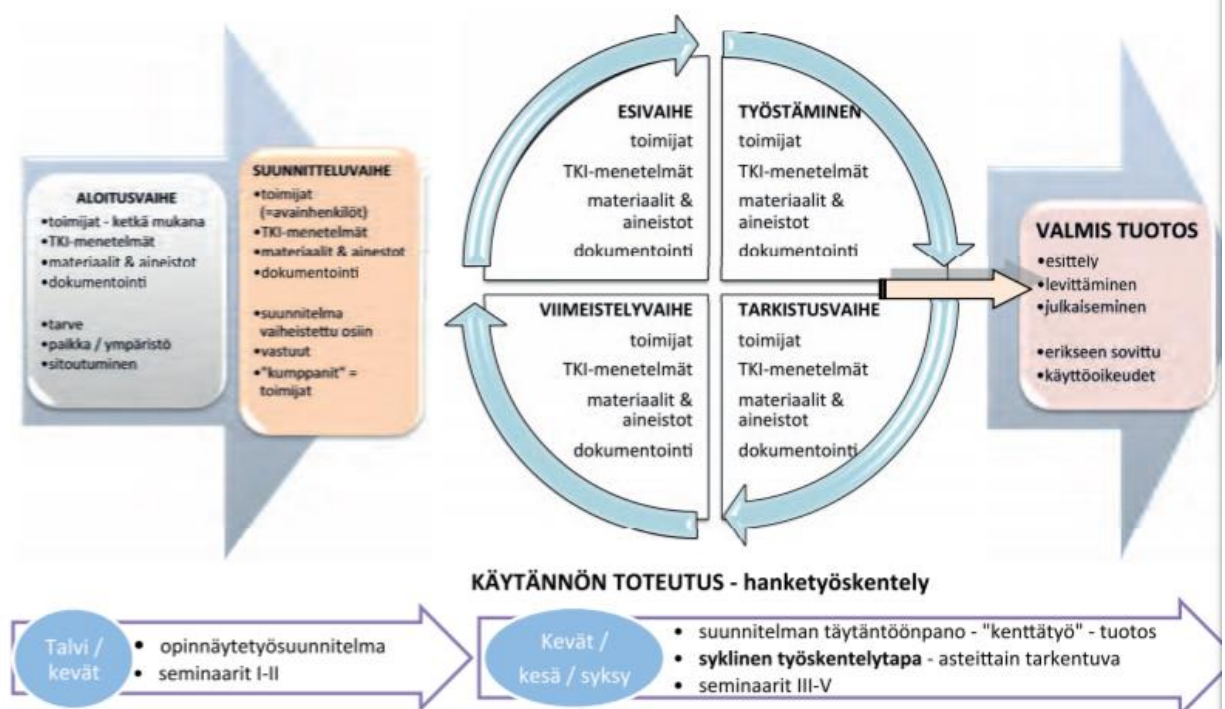 ALOITUSVAIHE
•toimijat - ketkä mukana
•TKI-menetelmät
•materiaalit & aineistot
•dokumentointi
•tarve
•paikka / ympäristö
•sitoutuminen
SUUNNITTELUVAIHE
•toimijat
(=avainhenkilöt)
•TKI-menetelmät
•materiaalit & ainestot
•dokumentointi
•suunnitelma
vaiheistettu osiin
•vastuut
•"kumppanit" =
toimijat
ESIVAIHE
toimijat
TKI-menetelmät
materiaalit &
aineistot
dokumentointi
TYÖSTÄMINEN
toimijat
TKI-menetelmät
materiaalit &
aineistot
dokumentointi
VIIMEISTELYVAIHE
toimijat
TKI-menetelmät
materiaalit &
aineistot
dokumentointi
TARKISTUSVAIHE
toimijat
TKI-menetelmät
materiaalit &
aineistot
dokumentointi
VALMIS TUOTOS
•esittely
•levittäminen
•julkaiseminen
•erikseen sovittu
•käyttöoikeudet
KÄYTÄNNÖN TOTEUTUS - hanketyöskentely
Talvi /
kevät
• opinnäytetyösuunnitelma
• seminaarit I-II
Kevät /
kesä / syksy
• suunnitelman täytäntöönpano - "kenttätyö" - tuotos
• syklinen työskentelytapa - asteittain tarkentuva
• seminaarit III-V